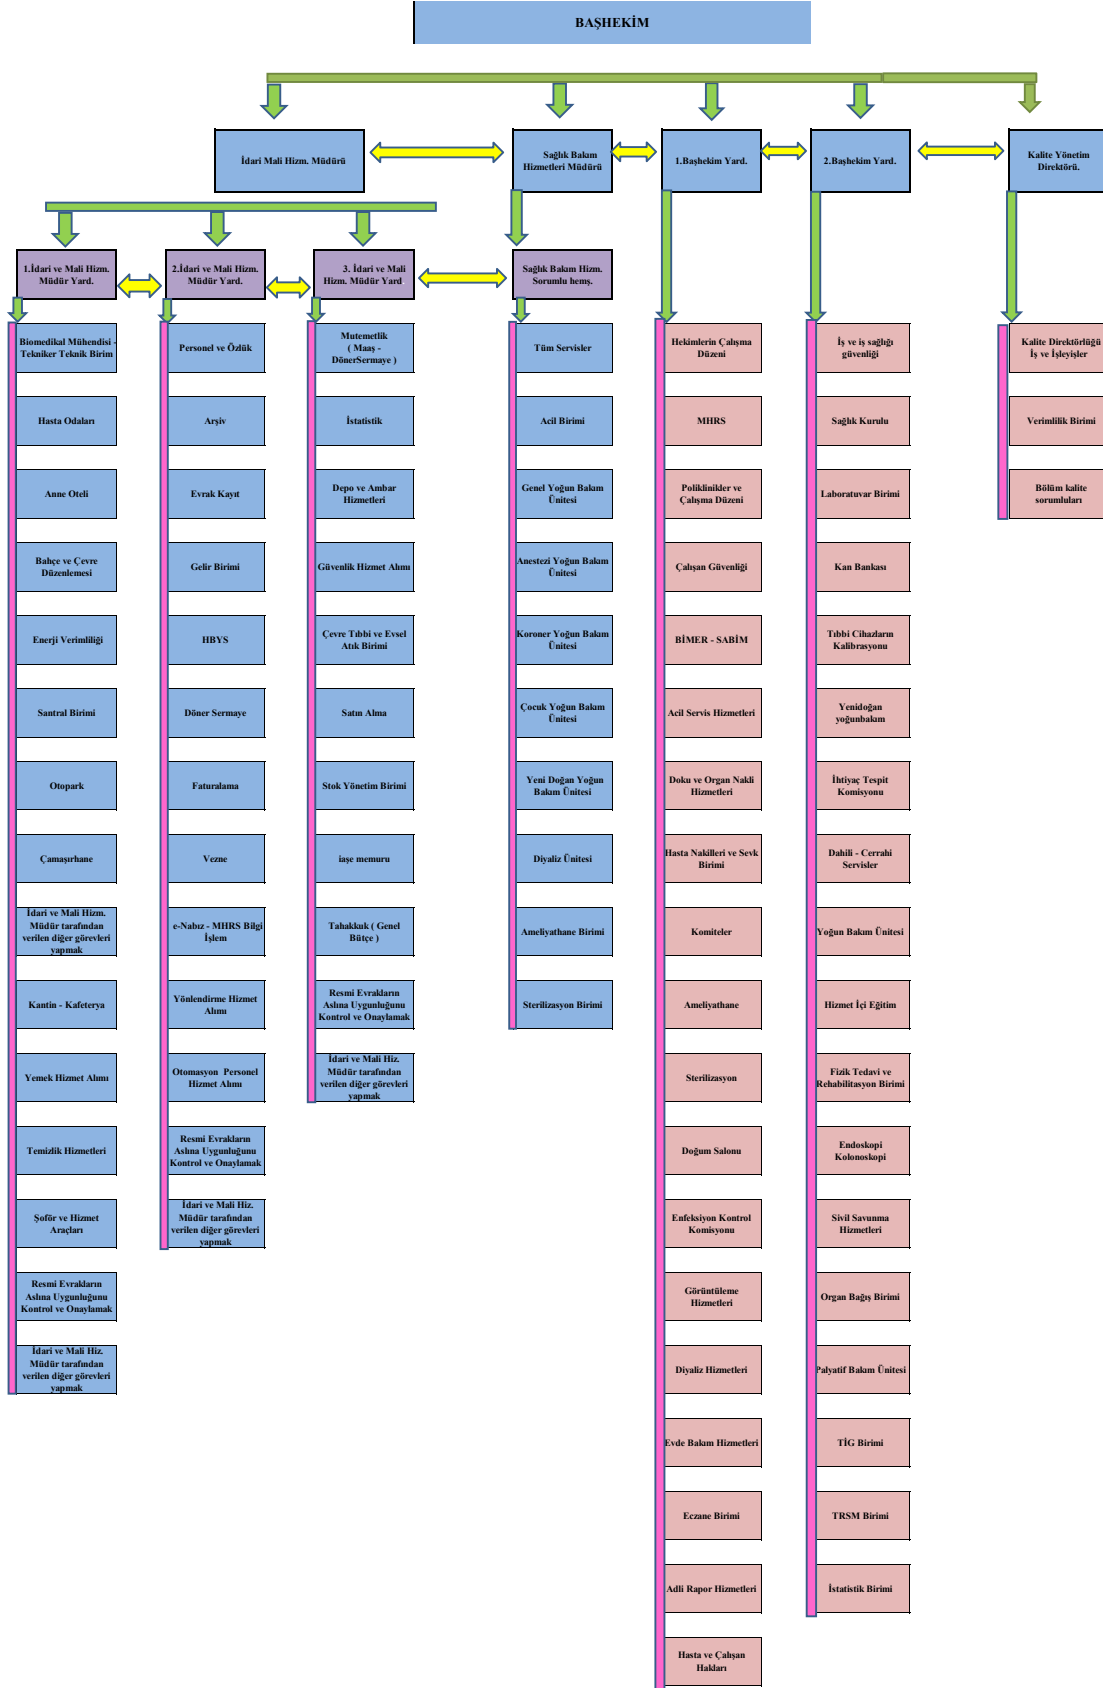 BAŞHEKİM
İdari Mali Hizm. Müdürü
Sağlık Bakım
Hizmetleri Müdürü
1.Başhekim Yard.
2.Başhekim Yard.
Kalite Yönetim
Direktörü.
1.İdari ve Mali Hizm.
Müdür Yard.
2.İdari ve Mali Hizm.
Müdür Yard.
3. İdari ve Mali
Hizm. Müdür Yard
Sağlık Bakım Hizm.
Sorumlu hemş.
Biomedikal Mühendisi -
Tekniker Teknik Birim
Hasta Odaları
Anne Oteli
Bahçe ve Çevre
Düzenlemesi
Enerji Verimliliği
Santral Birimi
Otopark
Çamaşırhane
İdari ve Mali Hizm.
Müdür tarafından
verilen diğer görevleri
yapmak
Kantin - Kafeterya
Yemek Hizmet Alımı
Temizlik Hizmetleri
Şoför ve Hizmet
Araçları
Resmi Evrakların
Aslına Uygunluğunu
Kontrol ve Onaylamak
İdari ve Mali Hiz.
Müdür tarafından
verilen diğer görevleri
yapmak
Personel ve Özlük
Arşiv
Evrak Kayıt
Gelir Birimi
HBYS
Döner Sermaye
Faturalama
Vezne
e-Nabız - MHRS Bilgi
İşlem
Yönlendirme Hizmet
Alımı
Otomasyon  Personel
Hizmet Alımı
Resmi Evrakların
Aslına Uygunluğunu
Kontrol ve Onaylamak
İdari ve Mali Hiz.
Müdür tarafından
verilen diğer görevleri
yapmak
Mutemetlik
( Maaş -
DönerSermaye )
İstatistik
Depo ve Ambar
Hizmetleri
Güvenlik Hizmet Alımı
Çevre Tıbbi ve Evsel
Atık Birimi
Satın Alma
Stok Yönetim Birimi
iaşe memuru
Tahakkuk ( Genel
Bütçe )
Resmi Evrakların
Aslına Uygunluğunu
Kontrol ve Onaylamak
İdari ve Mali Hiz.
Müdür tarafından
verilen diğer görevleri
yapmak
Tüm Servisler
Acil Birimi
Genel Yoğun Bakım
Ünitesi
Anestezi Yoğun Bakım
Ünitesi
Koroner Yoğun Bakım
Ünitesi
Çocuk Yoğun Bakım
Ünitesi
Yeni Doğan Yoğun
Bakım Ünitesi
Diyaliz Ünitesi
Ameliyathane Birimi
Sterilizasyon Birimi
Hekimlerin Çalışma
Düzeni
MHRS
Poliklinikler ve
Çalışma Düzeni
Çalışan Güvenliği
BİMER - SABİM
Acil Servis Hizmetleri
Doku ve Organ Nakli
Hizmetleri
Hasta Nakilleri ve Sevk
Birimi
Komiteler
Ameliyathane
Sterilizasyon
Doğum Salonu
Enfeksiyon Kontrol
Komisyonu
Görüntüleme
Hizmetleri
Diyaliz Hizmetleri
Evde Bakım Hizmetleri
Eczane Birimi
Adli Rapor Hizmetleri
Hasta ve Çalışan
Hakları
İş ve iş sağlığı
güvenliği
Sağlık Kurulu
Laboratuvar Birimi
Kan Bankası
Tıbbi Cihazların
Kalibrasyonu
Yenidoğan
yoğunbakım
İhtiyaç Tespit
Komisyonu
Dahili - Cerrahi
Servisler
Yoğun Bakım Ünitesi
Hizmet İçi Eğitim
Fizik Tedavi ve
Rehabilitasyon Birimi
Endoskopi
Kolonoskopi
Sivil Savunma
Hizmetleri
Organ Bağış Birimi
Palyatif Bakım Ünitesi
TİG Birimi
TRSM Birimi
İstatistik Birimi
Kalite Direktörlüğü
İş ve İşleyişler
Verimlilik Birimi
Bölüm kalite
sorumluları